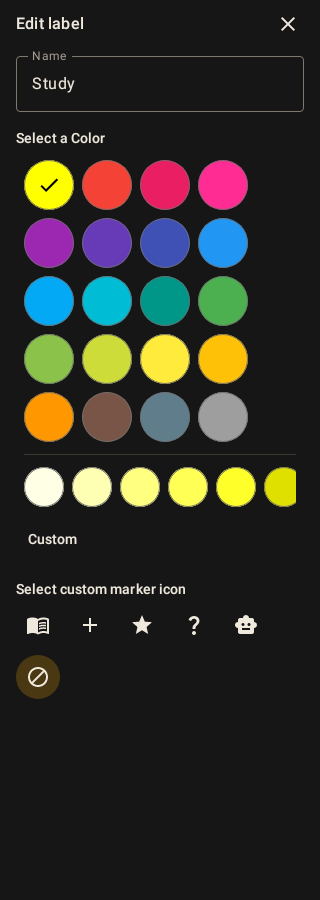 Edit label
Name
Study
Select a Color
Custom
Select custom marker icon